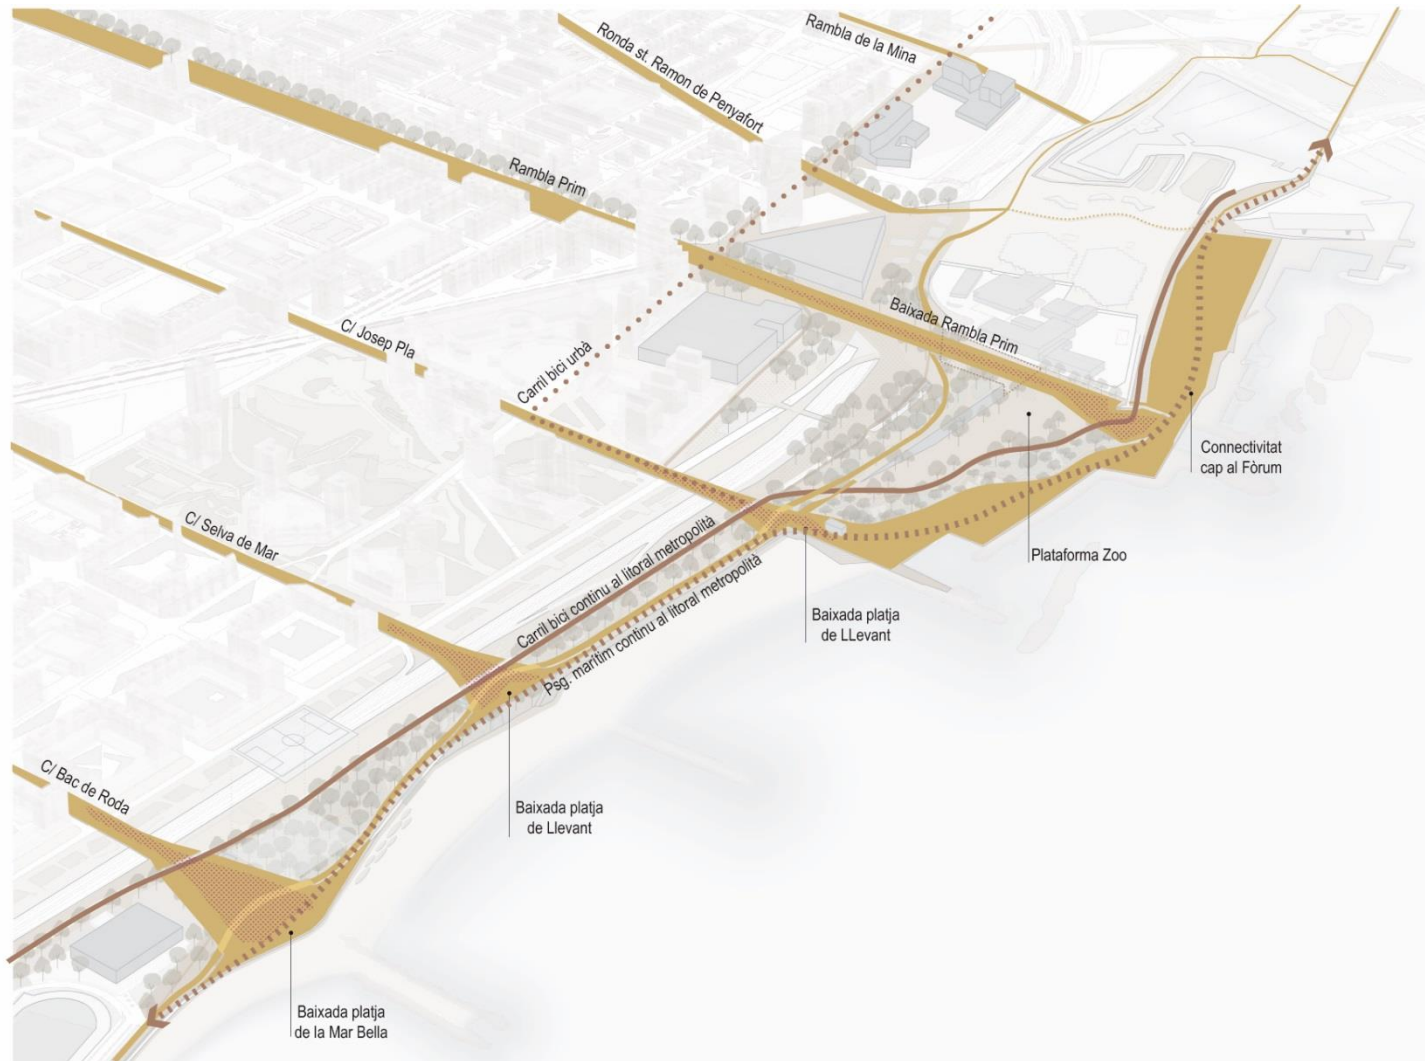 Rambla de la Mina
Ronda st. Ramon de Penyafort
Rambla Prim
Baixada Rambla Prim
C/ Josep Pla
Carril bici urbà
Connectivitat
cap al Fòrum
C/ Selva de Mar
Carril bici continu al litoral metropolità
Psg. marítim continu al litoral metropolità
Plataforma Zoo
Baixada platja
de LLevant
C/ Bac de Roda
Baixada platja
de Llevant
Baixada platja
de la Mar Bella